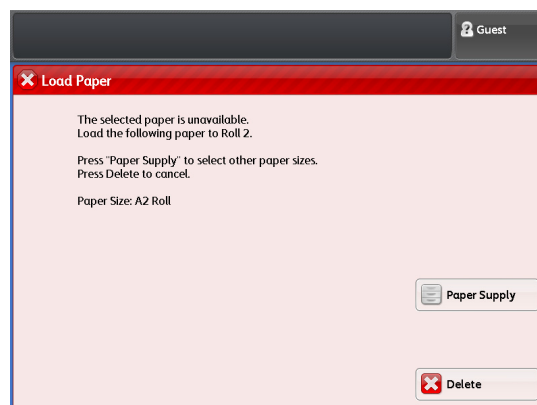 Guest
Load Paper
The selected paper is unavailable.
Load the following paper to Roll 2.
Press "Paper Supply" to select other paper sizes.
Press Delete to cancel.
Paper Size: A2 Roll
Paper Supply
Delete